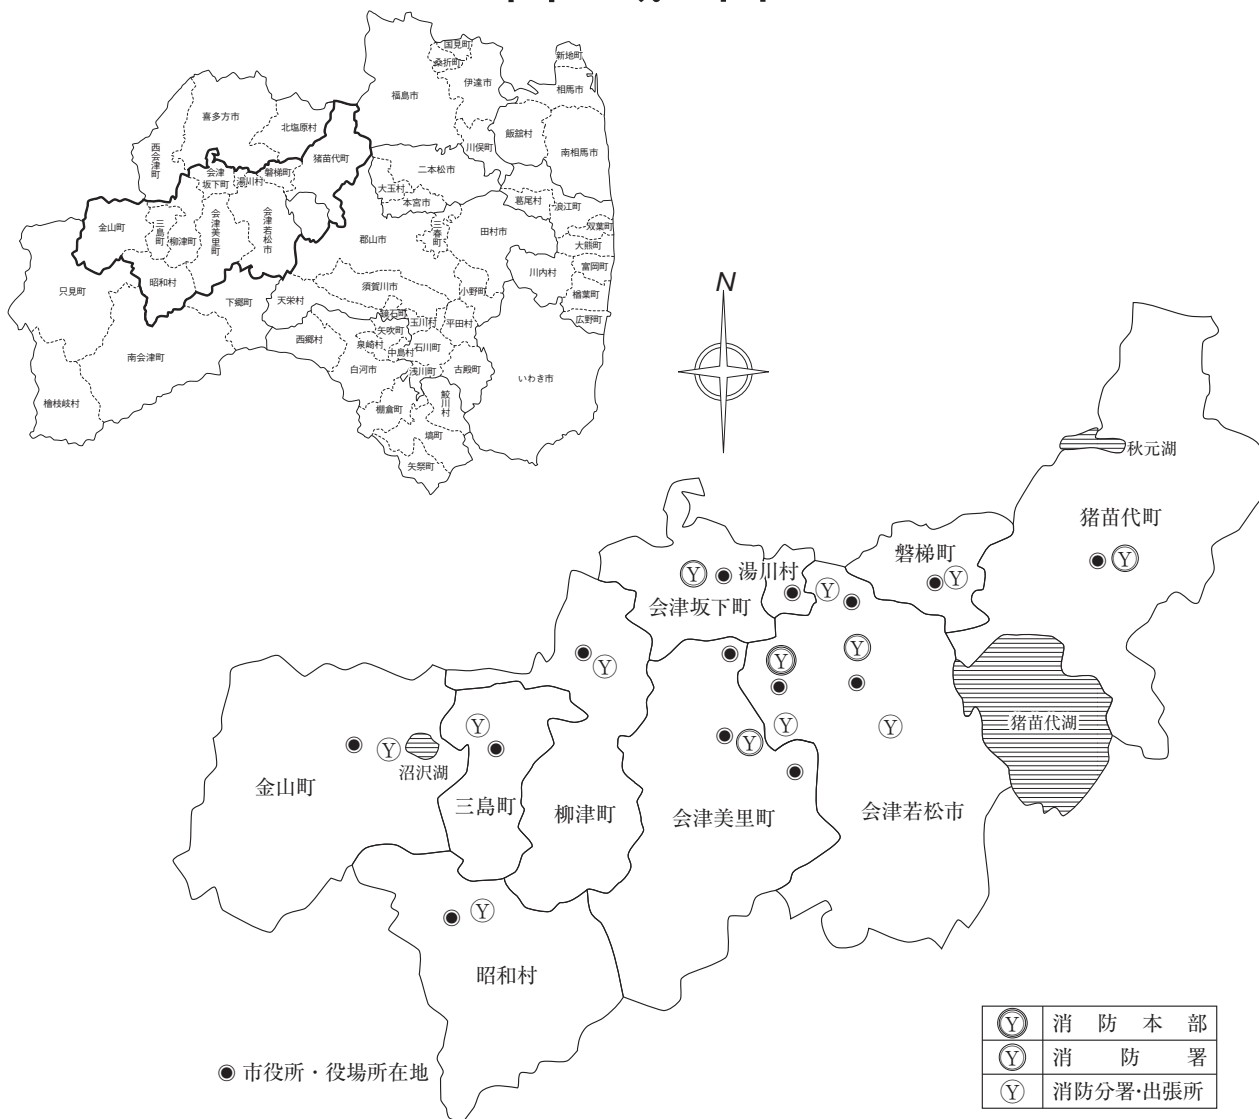 国見町
桑折町
新地町
伊達市
福島市
相馬市
喜多方市
北塩原村
飯舘村
西会津町
猪苗代町
川俣町
南相馬市
会津
坂下町
湯川村
磐梯町
二本松市
大玉村
本宮市
葛尾村
浪江町
金山町
三島町
柳津町
会津美里町
会津若松市
三春町
田村市
双葉町
郡山市
大熊町
川内村
富岡町
昭和村
只見町
下郷町
天栄村
須賀川市
小野町
楢葉町
鏡石町
玉川村
平田村
広野町
矢吹町
西郷村
泉崎村
中島村
石川町
南会津町
白河市
浅川町
古殿町
いわき市
檜枝岐村
棚倉町
鮫川村
塙町
矢祭町
N
秋元湖
猪苗代町
磐梯町
Y
Y
湯川村
Y
会津坂下町
Y
Y
Y
Y
猪苗代湖
Y
Y
Y
Y
Y
沼沢湖
金山町
三島町
柳津町
会津美里町
会津若松市
Y
昭和村
Y 消防本部
Y 消防署
Y 消防分署・出張所
市役所・役場所在地